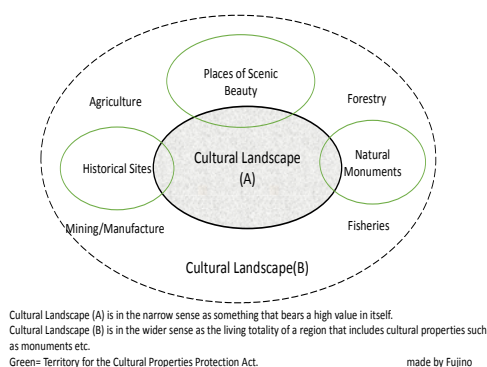 Places of Scenic
Beauty
Agriculture
Forestry
Historical Sites
Cultural Landscape
(A)
Natural
Monuments
Mining/Manufacture
Fisheries
Cultural Landscape(B)
Cultural Landscape (A) is in the narrow sense as something that bears a high value in itself.
Cultural Landscape (B) is in the wider sense as the living totality of a region that includes cultural properties such
as monuments etc.
Green= Territory for the Cultural Properties Protection Act. made by Fujino